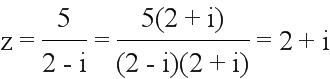 z = 5 / (2 - i) = 5(2 + i) / (2 - i)(2 + i) = 2 + i